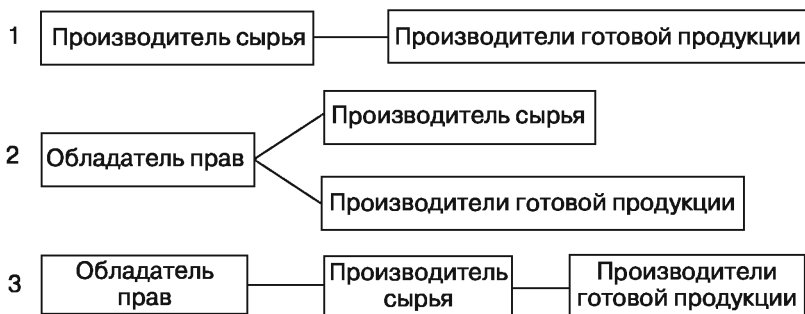 1 Производитель сырья Производители готовой продукции
Производитель сырья
2 Обладатель прав
Производители готовой продукции
3 Обладатель прав Производитель сырья Производители готовой продукции